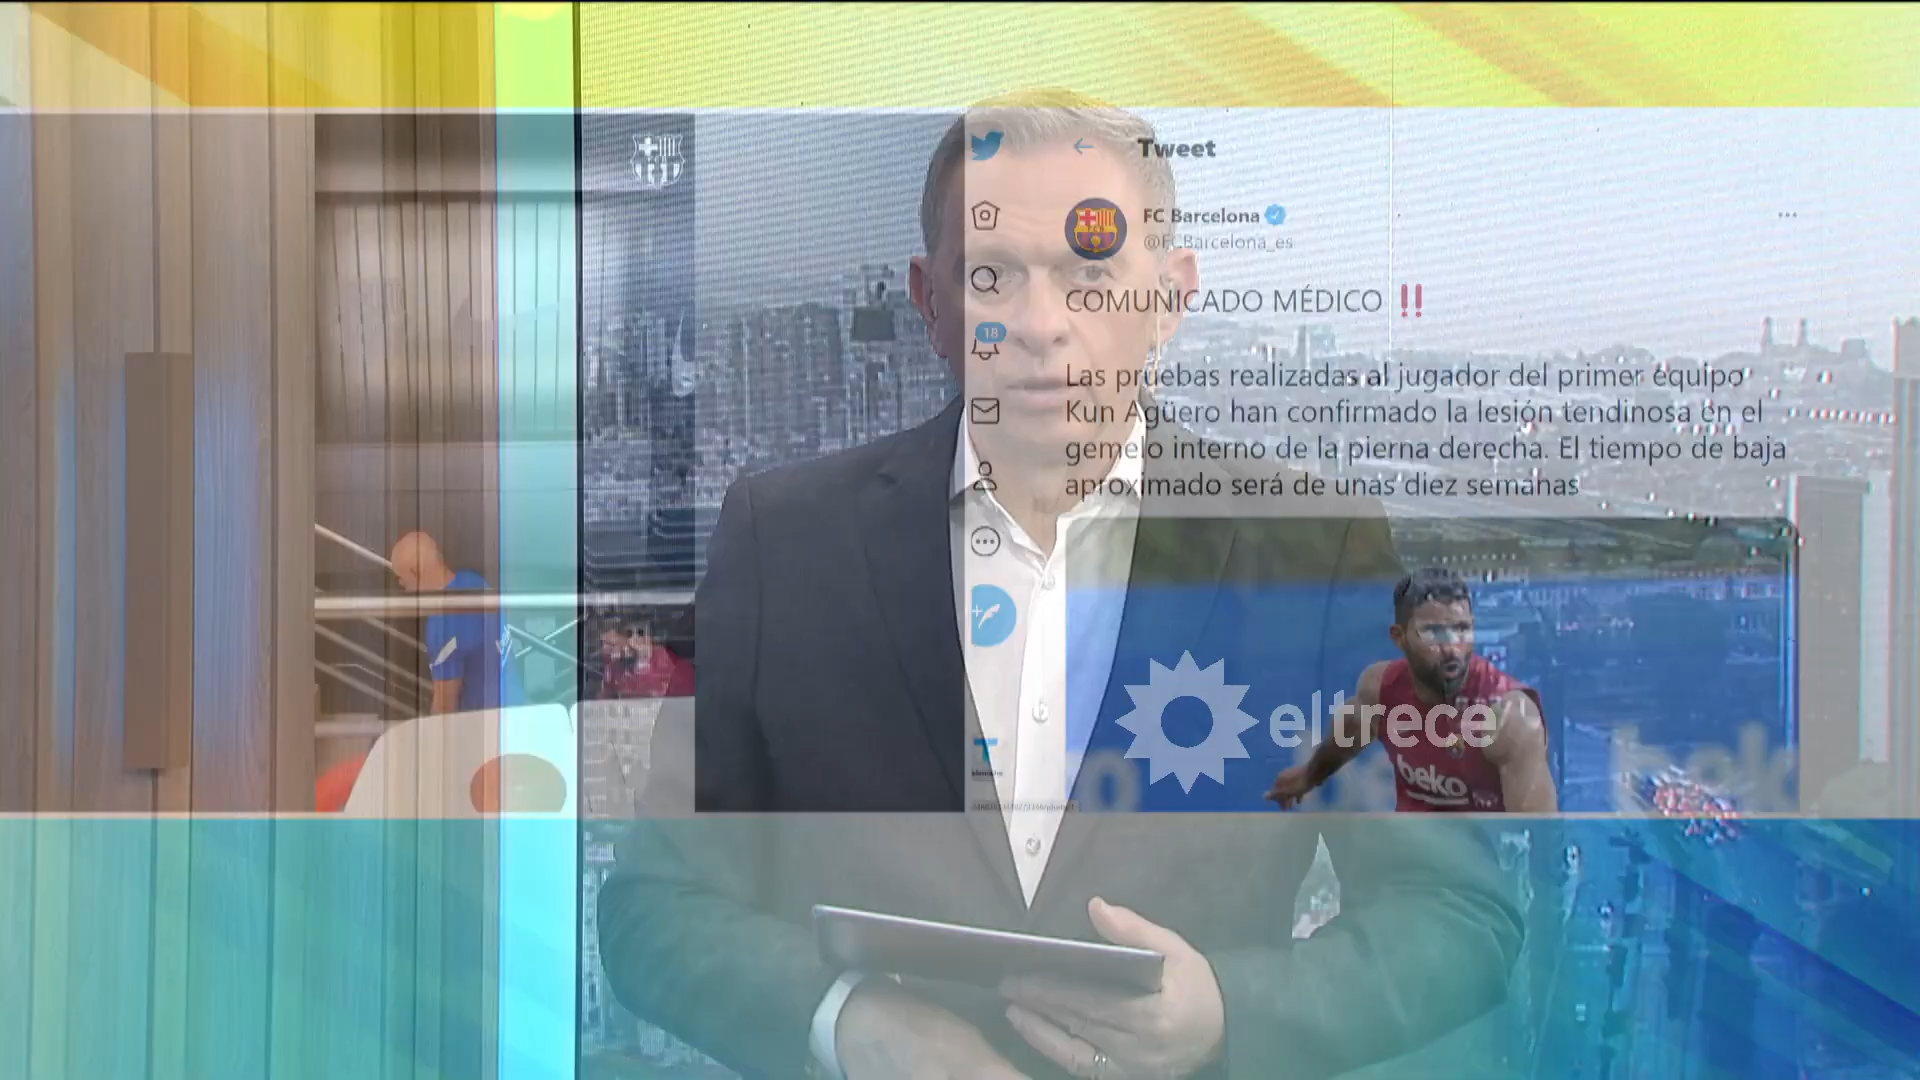 Tweet
FC Barcelona
@FCBarcelona_es
COMUNICADO MÉDICO ‼
18
Las pruebas realizadas al jugador del primer equipo
Kun Agüero han confirmado la lesión tendinosa en el
gemelo interno de la pierna derecha. El tiempo de baja
aproximado será de unas diez semanas
eltrece
beko
beko